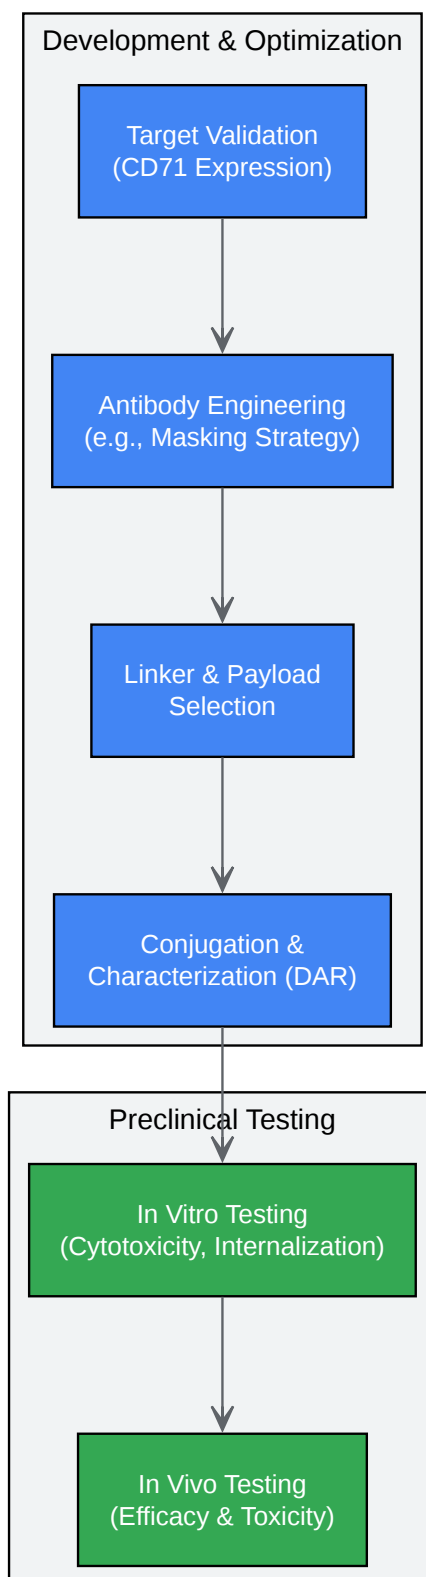 Development & Optimization
Target Validation
(CD71 Expression)
Antibody Engineering
(e.g., Masking Strategy)
Linker & Payload
Selection
Conjugation &
Characterization (DAR)
Preclinical Testing
In Vitro Testing
(Cytotoxicity, Internalization)
In Vivo Testing
(Efficacy & Toxicity)